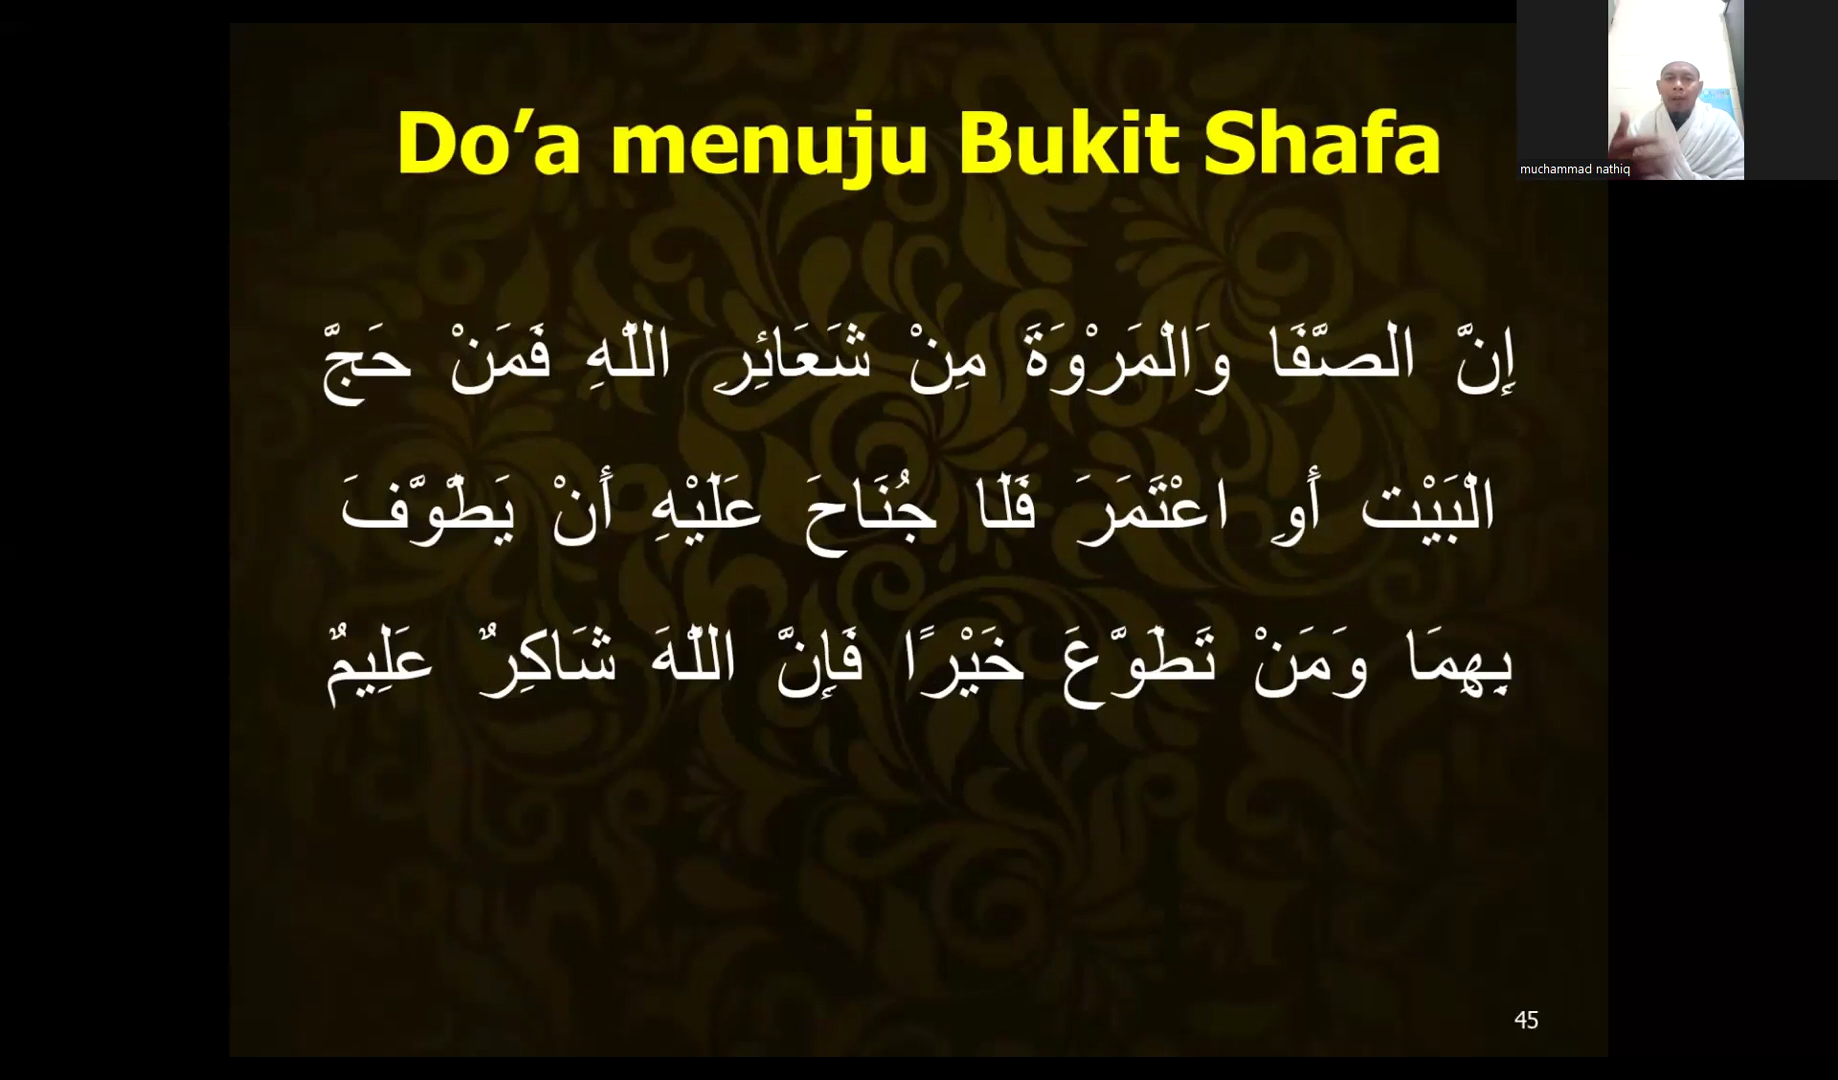 Do’a menuju Bukit Shafa
muchammad nathiq
إِنَّ الصَّفَا وَالْمَرْوَةَ مِنْ شَعَائِرِ اللَّهِ فَمَنْ حَجَّ
الْبَيْت أَوِ اعْتَمَرَ فَلَا جُنَاحَ عَلَيْهِ أَنْ يَطَّوَّفَ
بِهِمَا وَمَنْ تَطَوَّعَ خَيْرًا فَإِنَّ اللَّهَ شَاكِرٌ عَلِيمٌ
45